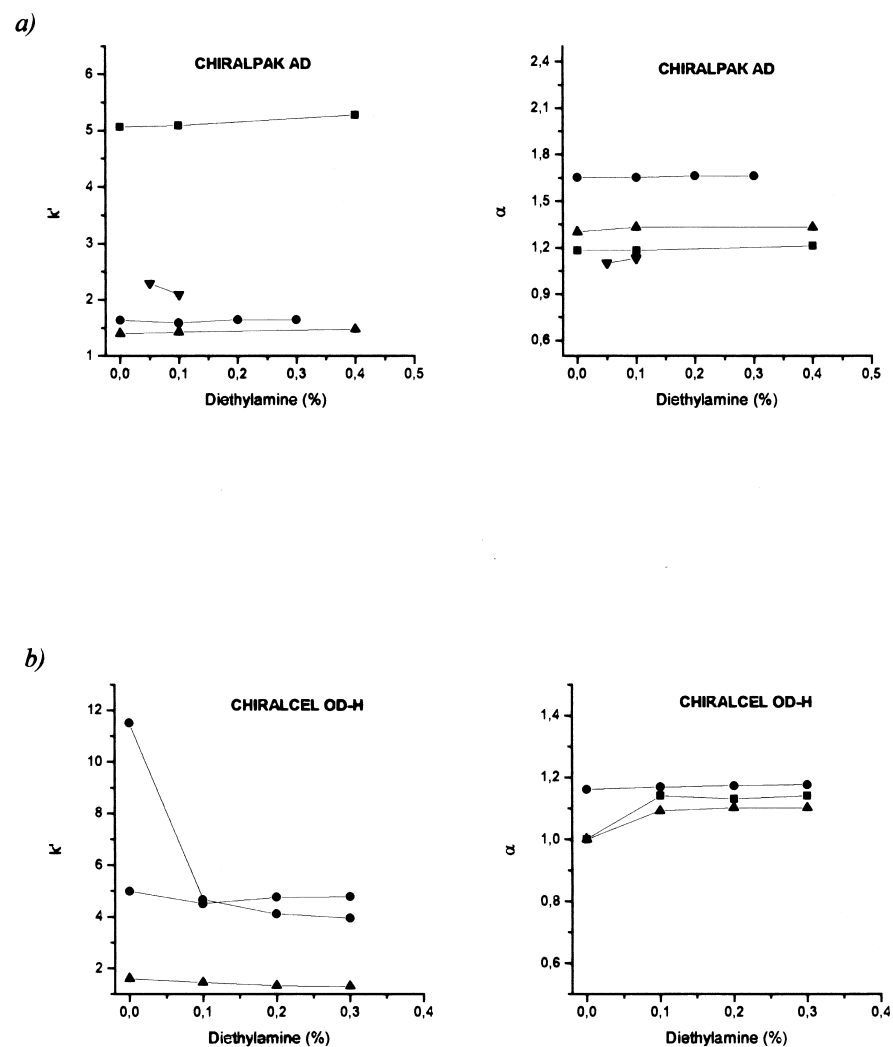 a)
CHIRALPAK AD
k'
6
5
4
3
2
1
0,0 0,1 0,2 0,3 0,4 0,5
Diethylamine (%)
CHIRALPAK AD
α
2,4
2,1
1,8
1,5
1,2
0,9
0,6
0,0 0,1 0,2 0,3 0,4 0,5
Diethylamine (%)
b)
CHIRALCEL OD-H
k'
12
10
8
6
4
2
0,0 0,1 0,2 0,3 0,4
Diethylamine (%)
CHIRALCEL OD-H
α
1,4
1,2
1,0
0,8
0,6
0,0 0,1 0,2 0,3 0,4
Diethylamine (%)